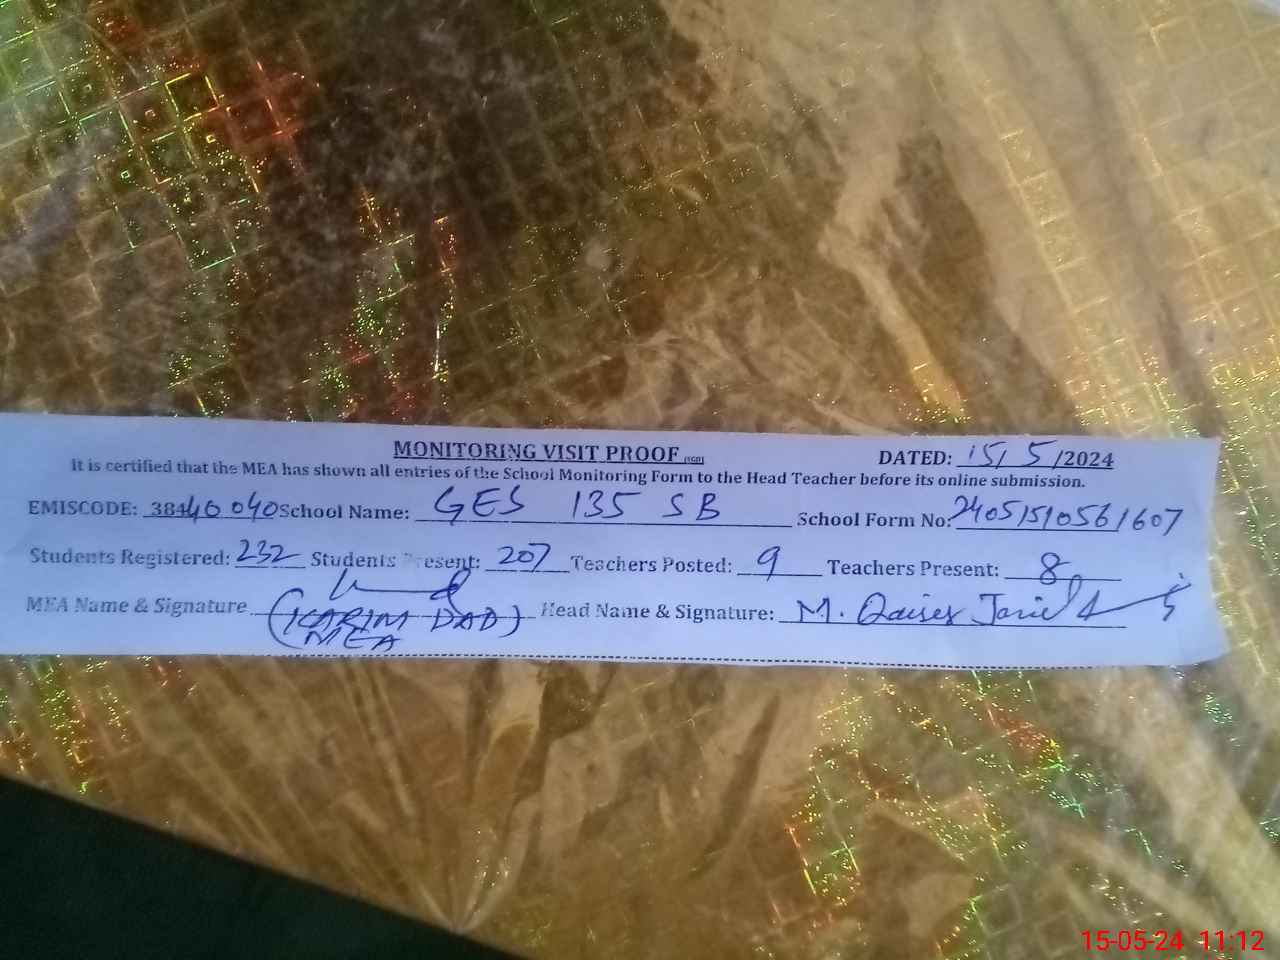 MONITORING VISIT PROOF
DATED: 15/5/2024
It is certified that the MEA has shown all entries of the School Monitoring Form to the Head Teacher before its online submission.
EMISCODE: 38440040 School Name: GES 135 SB School Form No: 24051510561607
Students Registered: 232 Students Present: 207 Teachers Posted: 9 Teachers Present: 8
MEA Name & Signature (KARIM DAD) Head Name & Signature: M. Qaiser
MEA
15-05-24 11:12